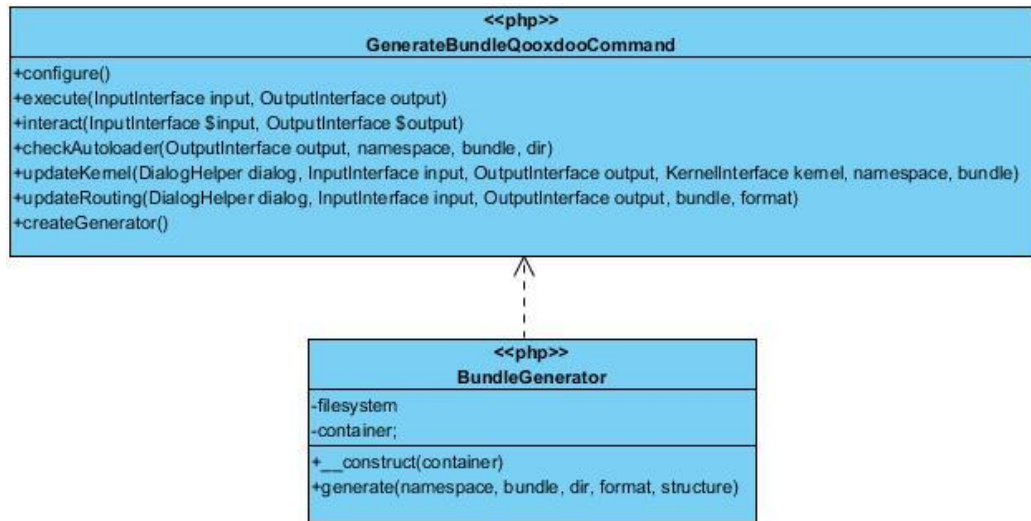 <<php>>
GenerateBundleQooxdooCommand
+configure()
+execute(InputInterface input, OutputInterface output)
+interact(InputInterface $input, OutputInterface $output)
+checkAutoloader(OutputInterface output, namespace, bundle, dir)
+updateKernel(DialogHelper dialog, InputInterface input, OutputInterface output, KernelInterface kernel, namespace, bundle)
+updateRouting(DialogHelper dialog, InputInterface input, OutputInterface output, bundle, format)
+createGenerator()
<<php>>
BundleGenerator
-filesystem
-container;
+__construct(container)
+generate(namespace, bundle, dir, format, structure)